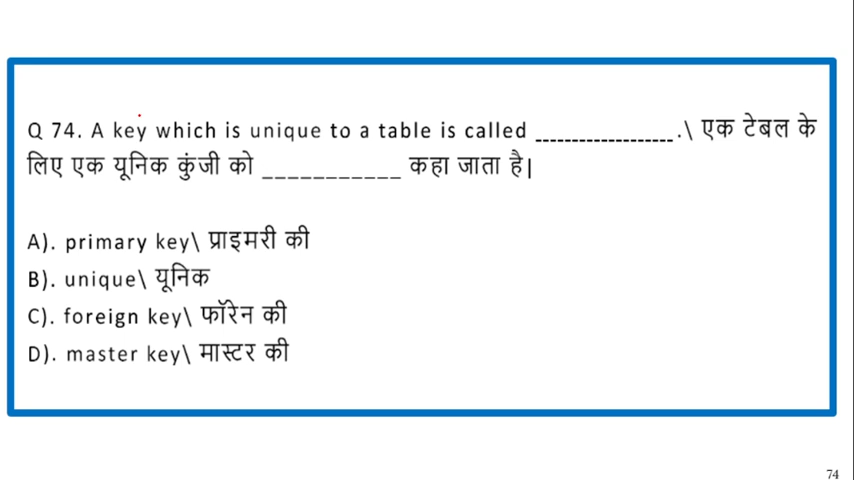 Q 74. A key which is unique to a table is called ___________________.\ एक टेबल के
लिए एक यूनिक कुंजी को ___________ कहा जाता है|
A). primary key\ प्राइमरी की
B). unique\ यूनिक
C). foreign key\ फॉरेन की
D). master key\ मास्टर की
74